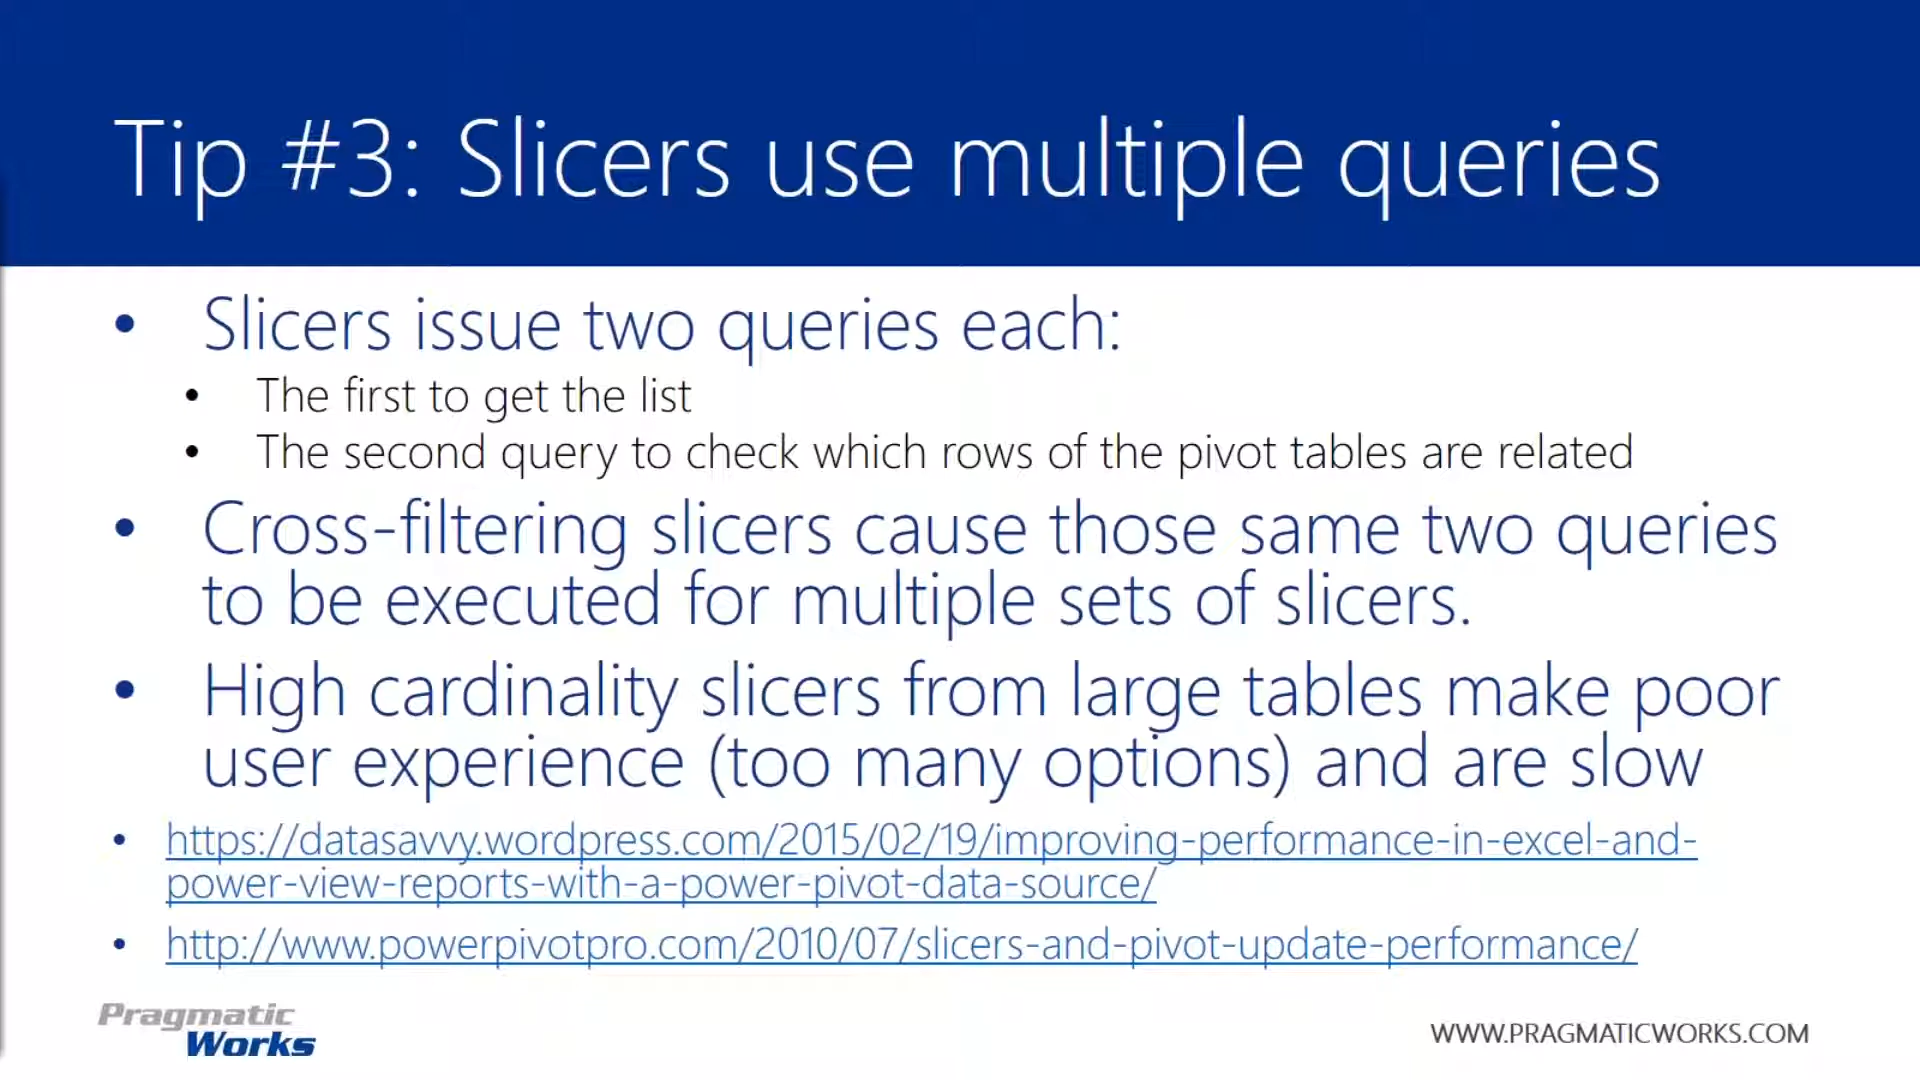 Tip #3: Slicers use multiple queries
• Slicers issue two queries each:
• The first to get the list
• The second query to check which rows of the pivot tables are related
• Cross-filtering slicers cause those same two queries
to be executed for multiple sets of slicers.
• High cardinality slicers from large tables make poor
user experience (too many options) and are slow
• https://datasavvy.wordpress.com/2015/02/19/improving-performance-in-excel-and-
power-view-reports-with-a-power-pivot-data-source/
• http://www.powerpivotpro.com/2010/07/slicers-and-pivot-update-performance/
Pragmatic
Works
WWW.PRAGMATICWORKS.COM